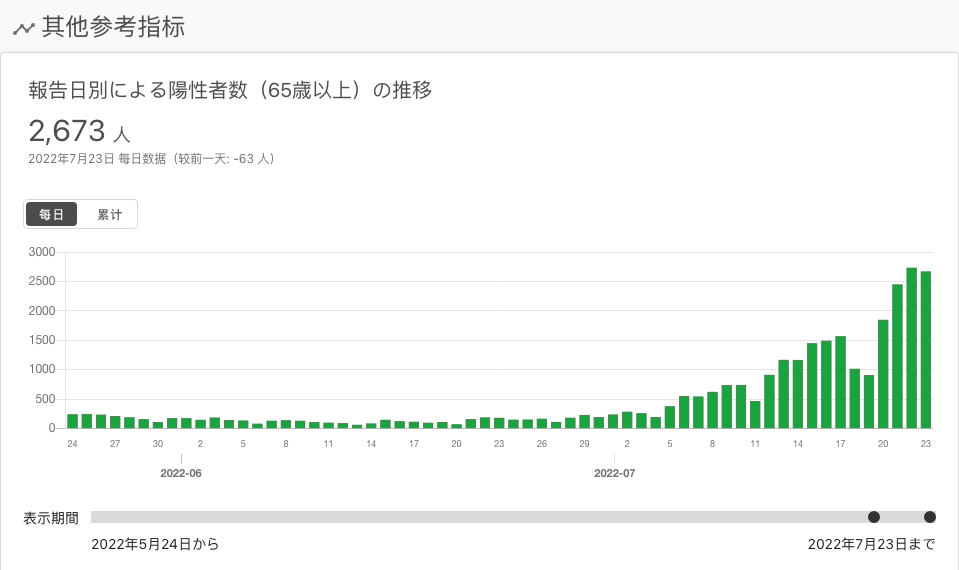 其他参考指标
報告日別による陽性者数（65歳以上）の推移
2,673 人
2022年7月23日 每日数据（较前一天: -63 人）
每日 累计
3000
2500
2000
1500
1000
500
0
24 27 30 2 5 8 11 14 17 20 23 26 29 2 5 8 11 14 17 20 23
2022-06 2022-07
表示期間
2022年5月24日から 2022年7月23日まで